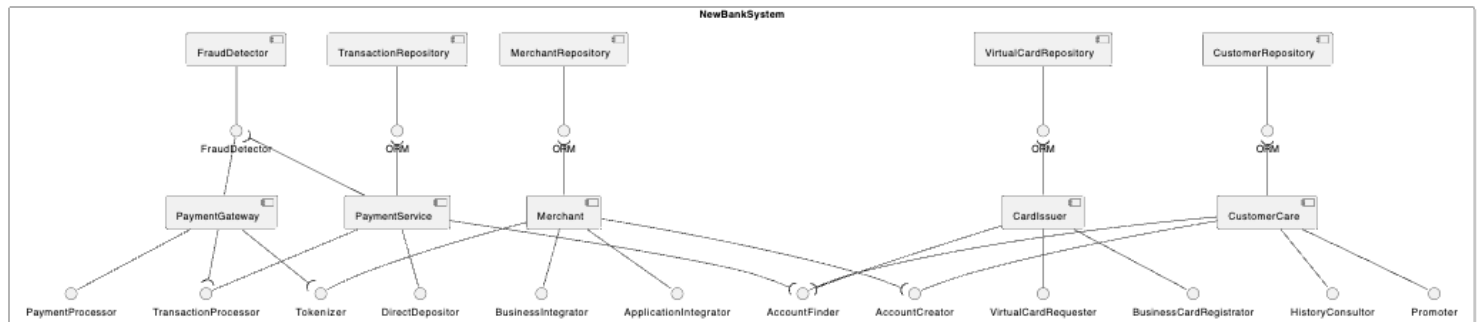 NewBankSystem
FraudDetector
TransactionRepository
MerchantRepository
VirtualCardRepository
CustomerRepository
FraudDetector
ORM
ORM
ORM
ORM
PaymentGateway
PaymentService
Merchant
CardIssuer
CustomerCare
PaymentProcessor
TransactionProcessor
Tokenizer
DirectDepositor
BusinessIntegrator
ApplicationIntegrator
AccountFinder
AccountCreator
VirtualCardRequester
BusinessCardRegistrator
HistoryConsultor
Promoter